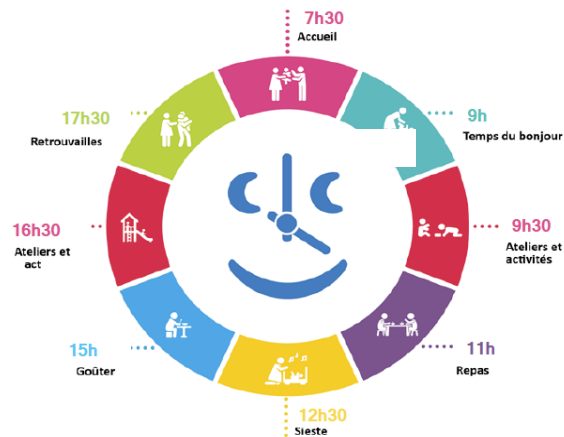 7h30
Accueil
9h
Temps du bonjour
9h30
Ateliers et
activités
11h
Repas
12h30
Sieste
15h
Goûter
16h30
Ateliers et
act
17h30
Retrouvailles